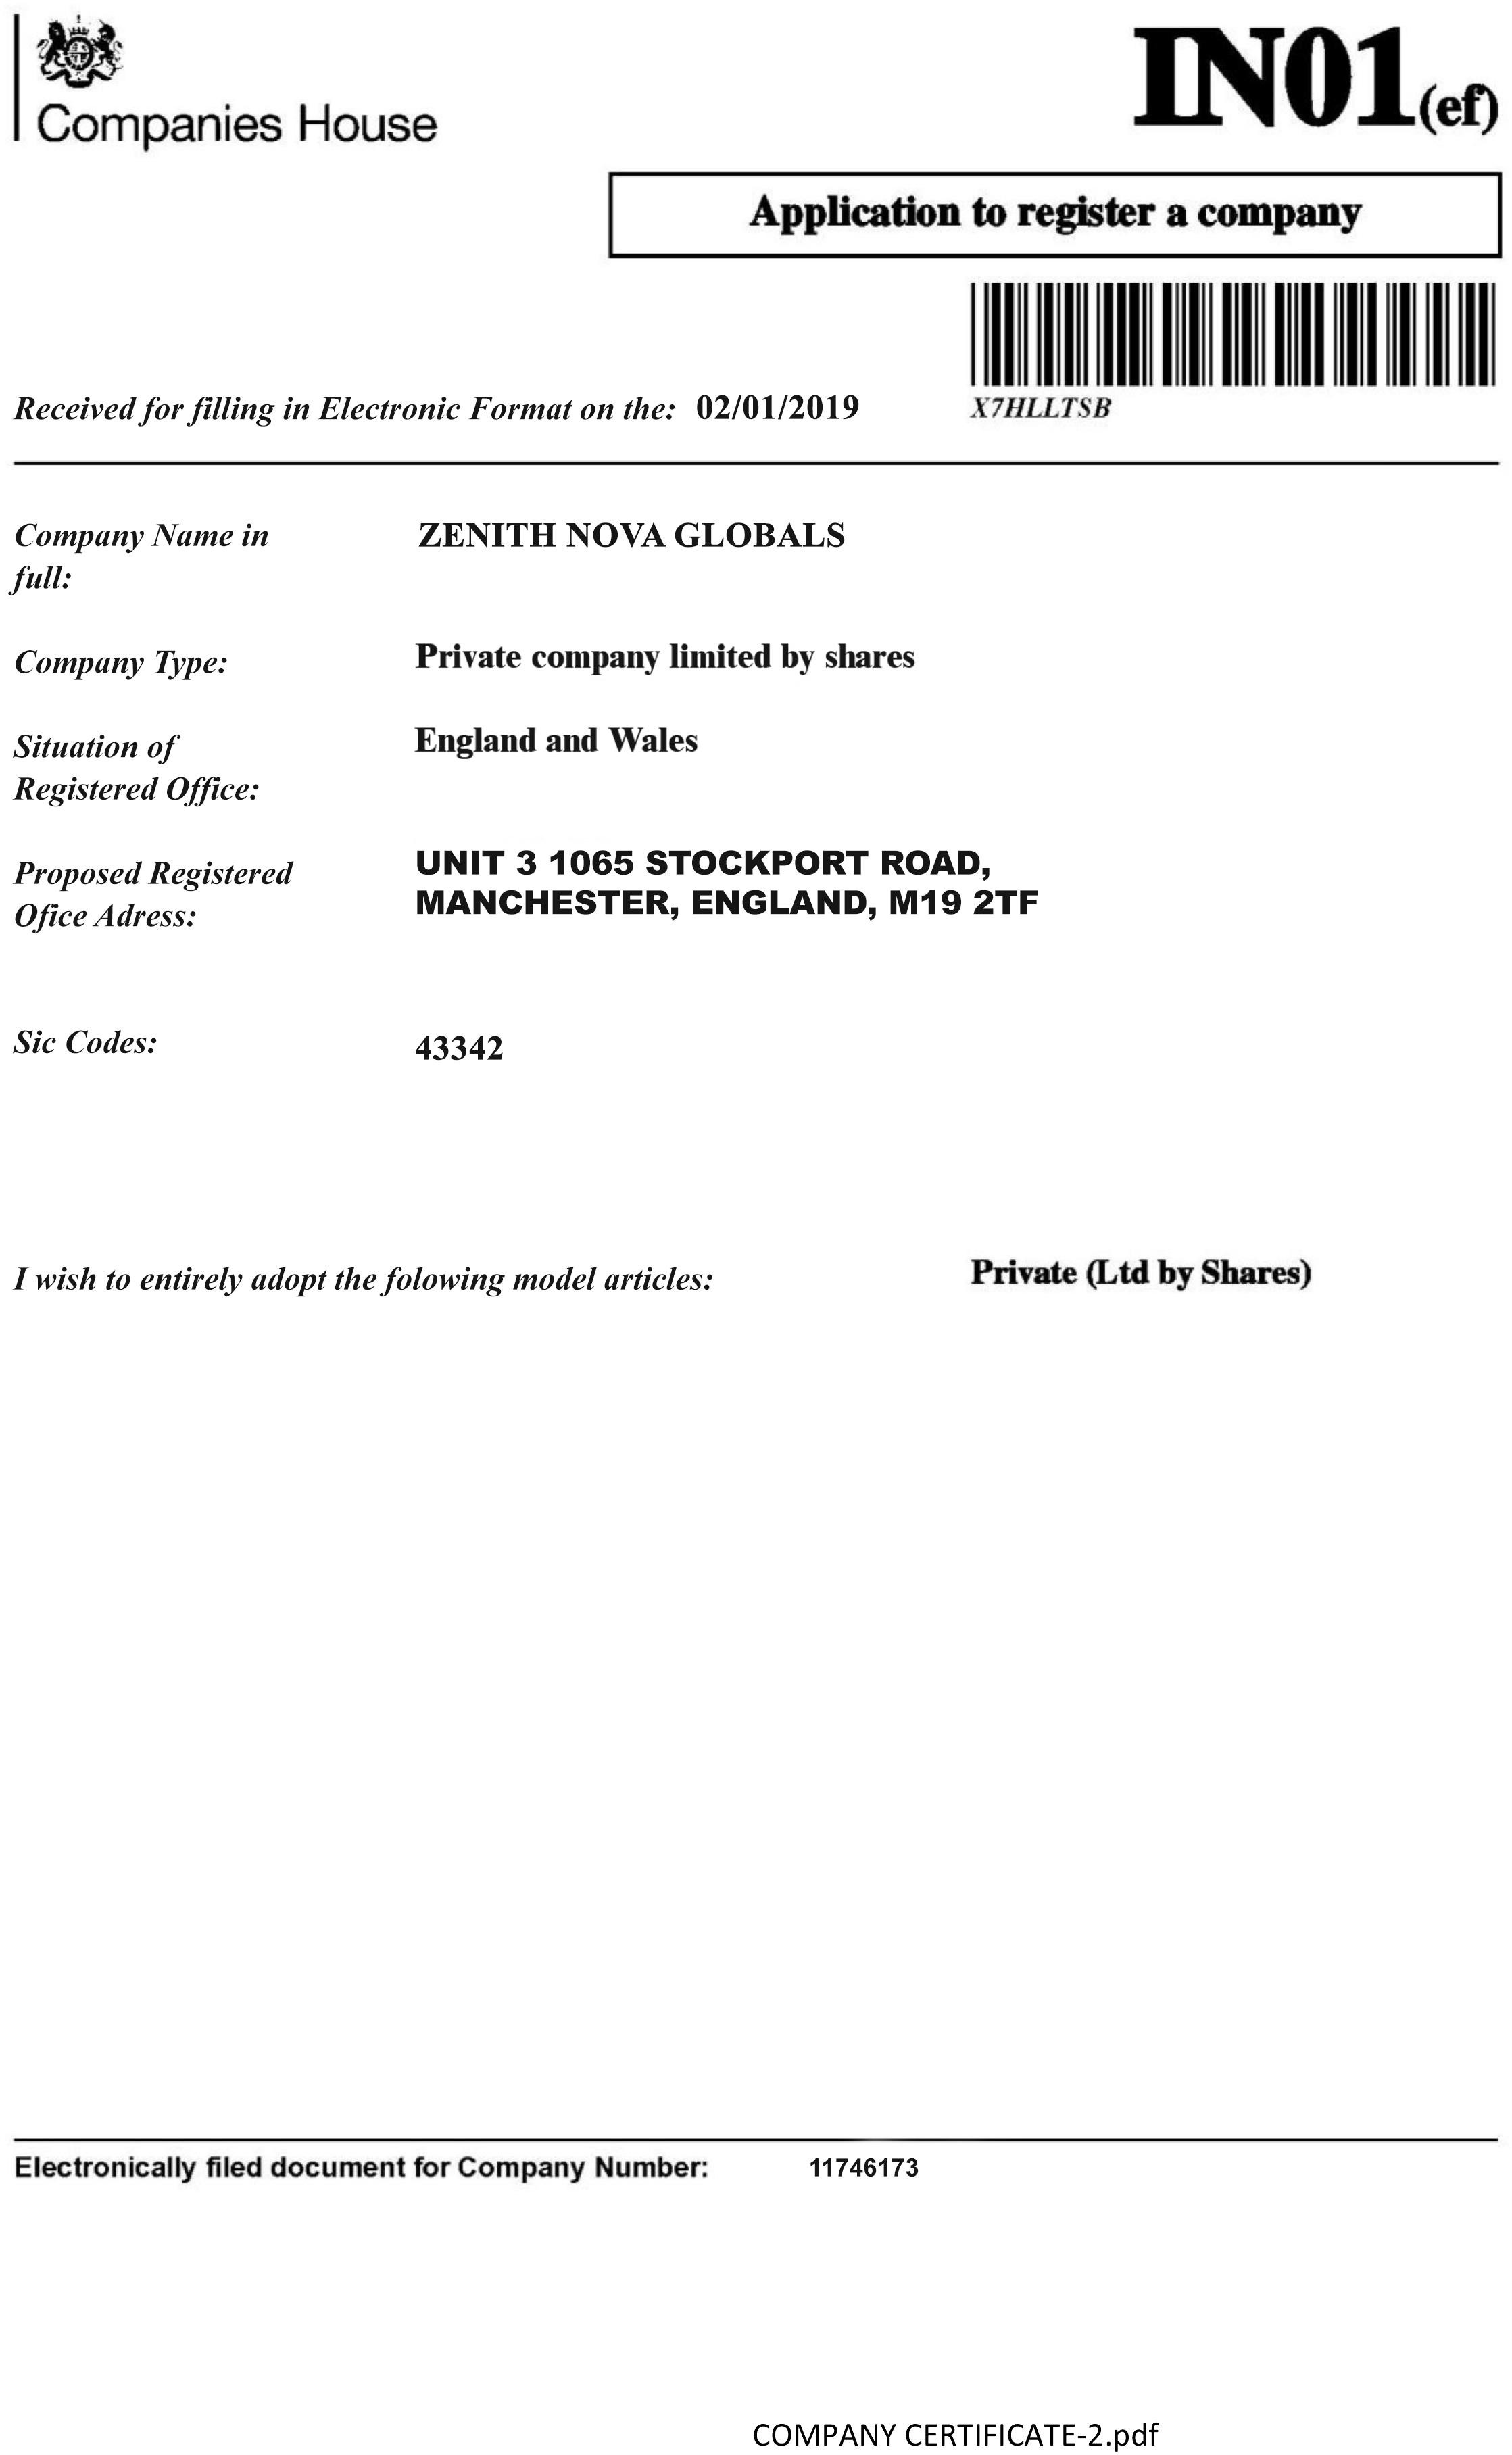 Companies House
IN01(ef)
Application to register a company
Received for filling in Electronic Format on the: 02/01/2019
X7HLLTSB
Company Name in full: ZENITH NOVA GLOBALS
Company Type: Private company limited by shares
Situation of Registered Office: England and Wales
Proposed Registered Ofice Adress: UNIT 3 1065 STOCKPORT ROAD,
MANCHESTER, ENGLAND, M19 2TF
Sic Codes: 43342
I wish to entirely adopt the folowing model articles: Private (Ltd by Shares)
Electronically filed document for Company Number: 11746173
COMPANY CERTIFICATE-2.pdf